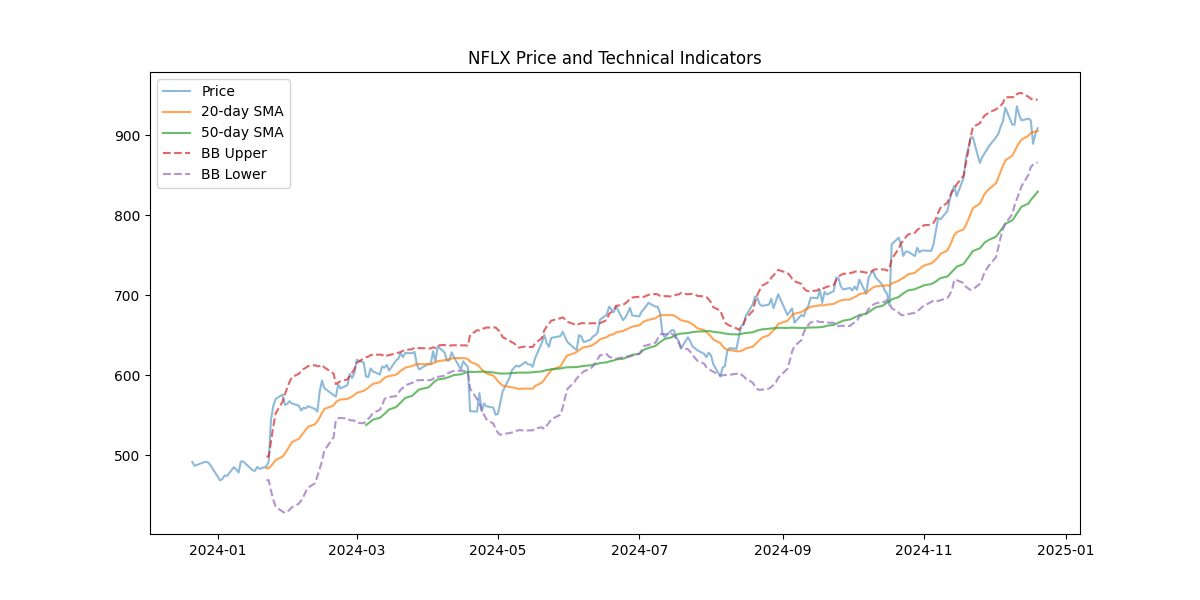 NFLX Price and Technical Indicators
Price
20-day SMA
50-day SMA
BB Upper
BB Lower
900
800
700
600
500
2024-01 2024-03 2024-05 2024-07 2024-09 2024-11 2025-01